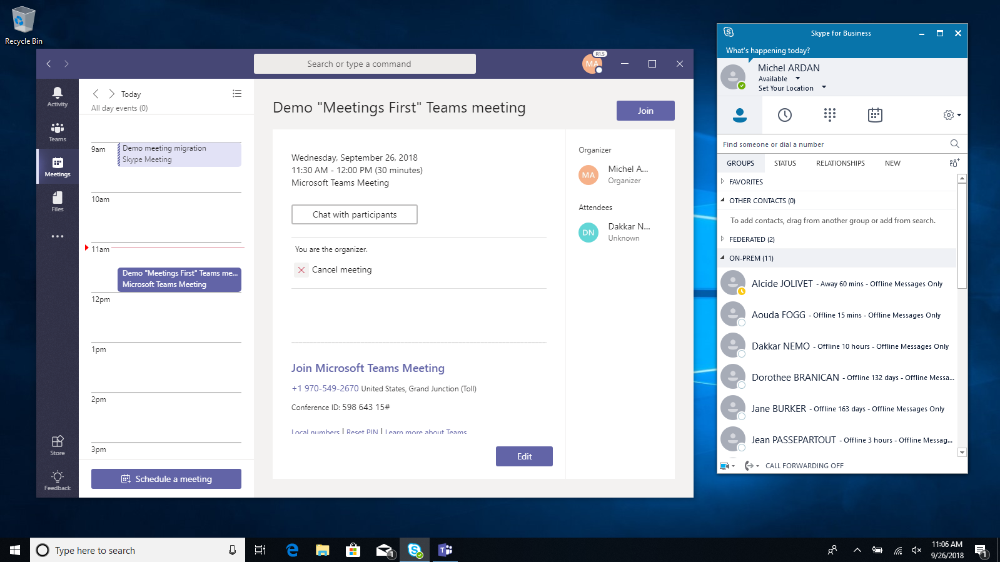 Recycle Bin
Search or type a command
MA
R1.5
Activity
Teams
Meetings
Files
Store
Feedback
Today
All day events (0)
9am
Demo meeting migration
Skype Meeting
10am
11am
Demo "Meetings First" Teams me...
Microsoft Teams Meeting
12pm
1pm
2pm
3pm
Schedule a meeting
Demo "Meetings First" Teams meeting
Join
Wednesday, September 26, 2018
11:30 AM - 12:00 PM (30 minutes)
Microsoft Teams Meeting
Chat with participants
You are the organizer.
Cancel meeting
Join Microsoft Teams Meeting
+1 970-549-2670 United States, Grand Junction (Toll)
Conference ID: 598 643 15#
Local numbers | Reset PIN | Learn more about Teams
Edit
Organizer
MA
Michel A...
Organizer
Attendees
DN
Dakkar N...
Unknown
Skype for Business
What's happening today?
Michel ARDAN
Available
Set Your Location
Find someone or dial a number
GROUPS STATUS RELATIONSHIPS NEW
FAVORITES
OTHER CONTACTS (0)
To add contacts, drag from another group or add from search.
FEDERATED (2)
ON-PREM (11)
Alcide JOLIVET - Away 60 mins - Offline Messages Only
Aouda FOGG - Offline 15 mins - Offline Messages Only
Dakkar NEMO - Offline 10 hours - Offline Messages Only
Dorothee BRANICAN - Offline 132 days - Offline Messa...
Jane BURKER - Offline 163 days - Offline Messages Only
Jean PASSEPARTOUT - Offline 3 hours - Offline Messag...
CALL FORWARDING OFF
Type here to search
1
11:06 AM
9/26/2018
1